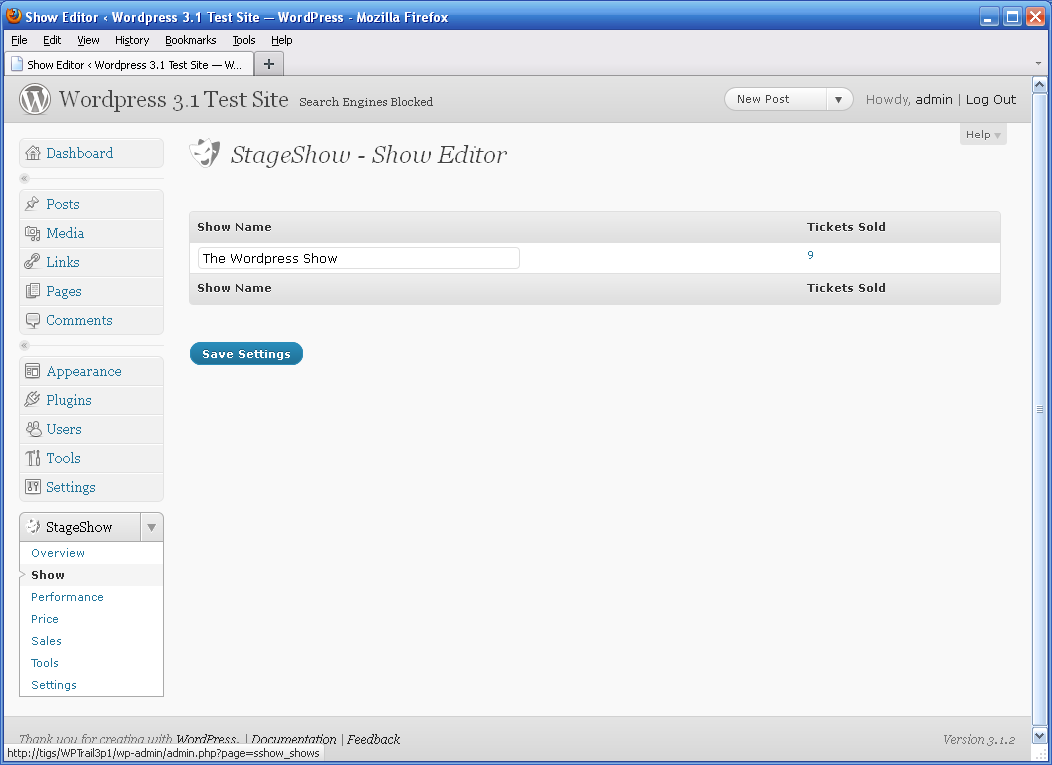 Show Editor ‹ Wordpress 3.1 Test Site — WordPress - Mozilla Firefox
File Edit View History Bookmarks Tools Help
Show Editor ‹ Wordpress 3.1 Test Site — W...
Wordpress 3.1 Test Site Search Engines Blocked New Post Howdy, admin | Log Out
Help
StageShow - Show Editor
Dashboard
Posts
Media
Links
Pages
Comments
Appearance
Plugins
Users
Tools
Settings
StageShow
Overview
Show
Performance
Price
Sales
Tools
Settings
Show Name Tickets Sold
The Wordpress Show 9
Show Name Tickets Sold
Save Settings
Thank you for creating with WordPress. | Documentation | Feedback Version 3.1.2
http://tigs/WPTrail3p1/wp-admin/admin.php?page=sshow_shows